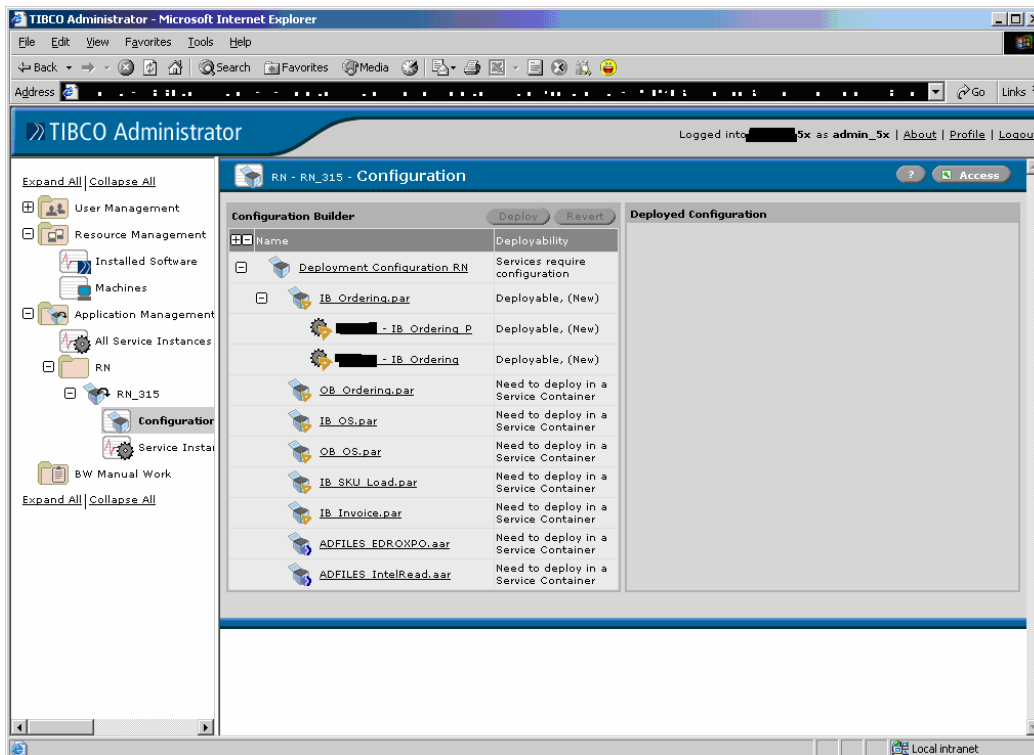 TIBCO Administrator - Microsoft Internet Explorer
File Edit View Favorites Tools Help
Back Search Favorites Media
Address Go Links
TIBCO Administrator
Logged into 5x as admin_5x | About | Profile | Logou
Expand All | Collapse All
User Management
Resource Management
Installed Software
Machines
Application Management
All Service Instances
RN
RN_315
Configuration
Service Instal
BW Manual Work
Expand All | Collapse All
RN - RN_315 - Configuration
? Access
Configuration Builder Deploy Revert
Name Deployability
Deployment Configuration RN Services require
configuration
IB_Ordering.par Deployable, (New)
- IB_Ordering_P Deployable, (New)
- IB_Ordering Deployable, (New)
OB_Ordering.par Need to deploy in a
Service Container
IB_OS.par Need to deploy in a
Service Container
OB_OS.par Need to deploy in a
Service Container
IB_SKU_Load.par Need to deploy in a
Service Container
IB_Invoice.par Need to deploy in a
Service Container
ADFILES_EDROXPO.aar Need to deploy in a
Service Container
ADFILES_IntelRead.aar Need to deploy in a
Service Container
Deployed Configuration
Local intranet